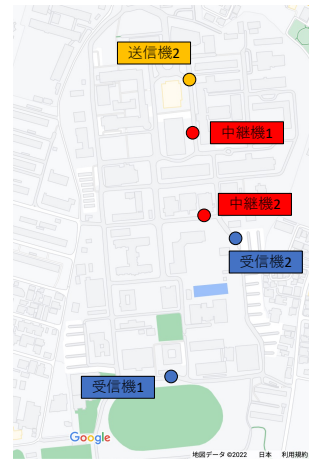 送信機2
中継機1
中継機2
受信機2
受信機1
Google
地図データ ©2022 日本 利用規約